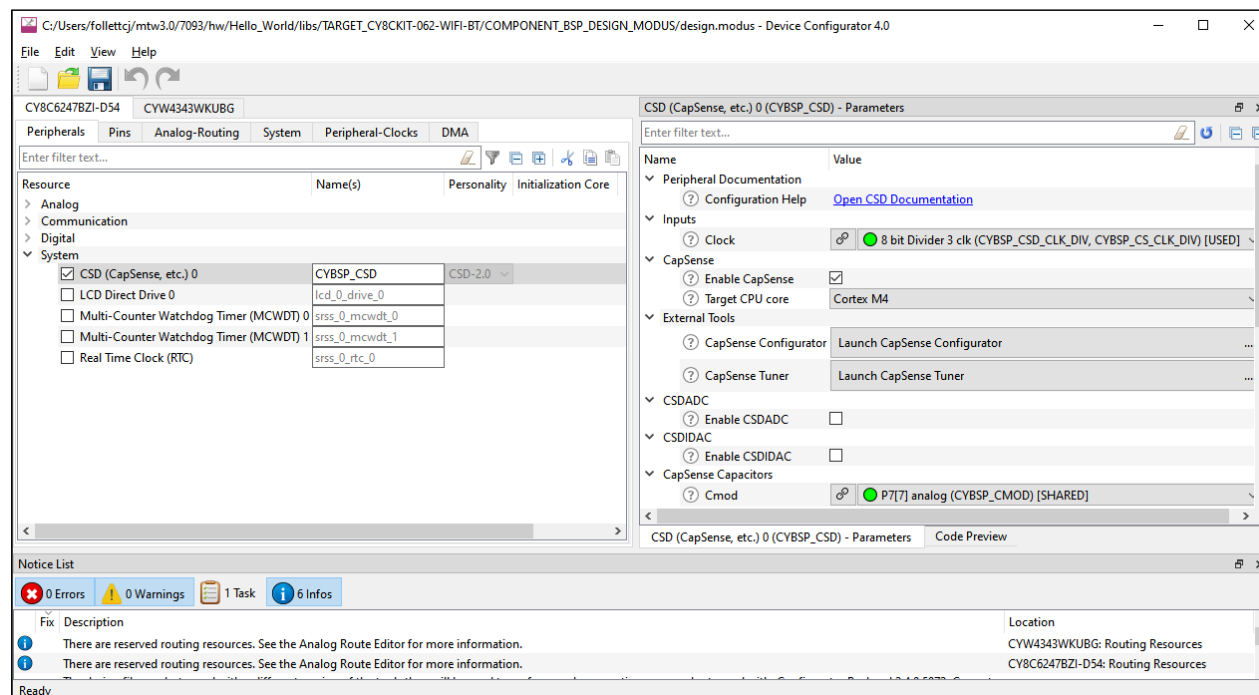 C:/Users/follettcj/mtw3.0/7093/hw/Hello_World/libs/TARGET_CY8CKIT-062-WIFI-BT/COMPONENT_BSP_DESIGN_MODUS/design.modus - Device Configurator 4.0
File Edit View Help
CY8C6247BZI-D54 CYW4343WKUBG
Peripherals Pins Analog-Routing System Peripheral-Clocks DMA
Enter filter text...
Resource Name(s) Personality Initialization Core
Analog
Communication
Digital
System
CSD (CapSense, etc.) 0 CYBSP_CSD CSD-2.0
LCD Direct Drive 0 lcd_0_drive_0
Multi-Counter Watchdog Timer (MCWDT) 0 srss_0_mcwdt_0
Multi-Counter Watchdog Timer (MCWDT) 1 srss_0_mcwdt_1
Real Time Clock (RTC) srss_0_rtc_0
CSD (CapSense, etc.) 0 (CYBSP_CSD) - Parameters
Enter filter text...
Name Value
Peripheral Documentation
Configuration Help Open CSD Documentation
Inputs
Clock 8 bit Divider 3 clk (CYBSP_CSD_CLK_DIV, CYBSP_CS_CLK_DIV) [USED]
CapSense
Enable CapSense
Target CPU core Cortex M4
External Tools
CapSense Configurator Launch CapSense Configurator ...
CapSense Tuner Launch CapSense Tuner ...
CSDADC
Enable CSDADC
CSDIDAC
Enable CSDIDAC
CapSense Capacitors
Cmod P7[7] analog (CYBSP_CMOD) [SHARED]
CSD (CapSense, etc.) 0 (CYBSP_CSD) - Parameters Code Preview
Notice List
0 Errors 0 Warnings 1 Task 6 Infos
Fix Description Location
There are reserved routing resources. See the Analog Route Editor for more information. CYW4343WKUBG: Routing Resources
There are reserved routing resources. See the Analog Route Editor for more information. CY8C6247BZI-D54: Routing Resources
Ready